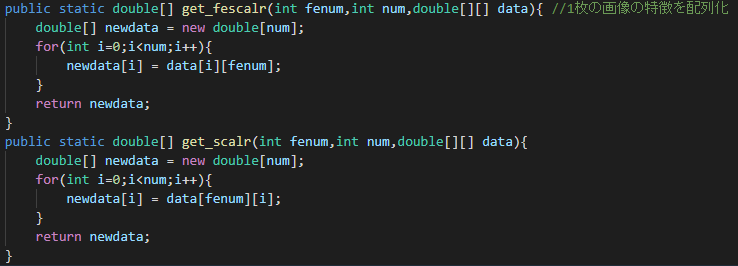 public static double[] get_fescalr(int fenum,int num,double[][] data){ //1枚の画像の特徴を配列化
    double[] newdata = new double[num];
    for(int i=0;i<num;i++){
        newdata[i] = data[i][fenum];
    }
    return newdata;
}
public static double[] get_scalr(int fenum,int num,double[][] data){
    double[] newdata = new double[num];
    for(int i=0;i<num;i++){
        newdata[i] = data[fenum][i];
    }
    return newdata;
}